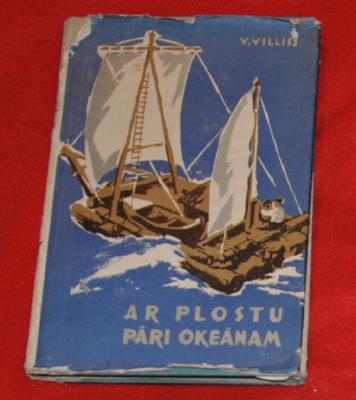 V.VILLISS
AR PLOSTU
PĀRI OKEĀNAM